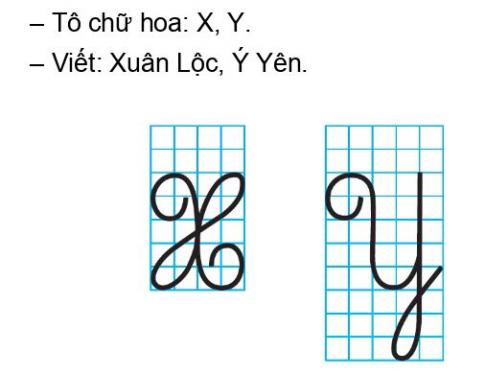 – Tô chữ hoa: X, Y.
– Viết: Xuân Lộc, Ý Yên.
X Y